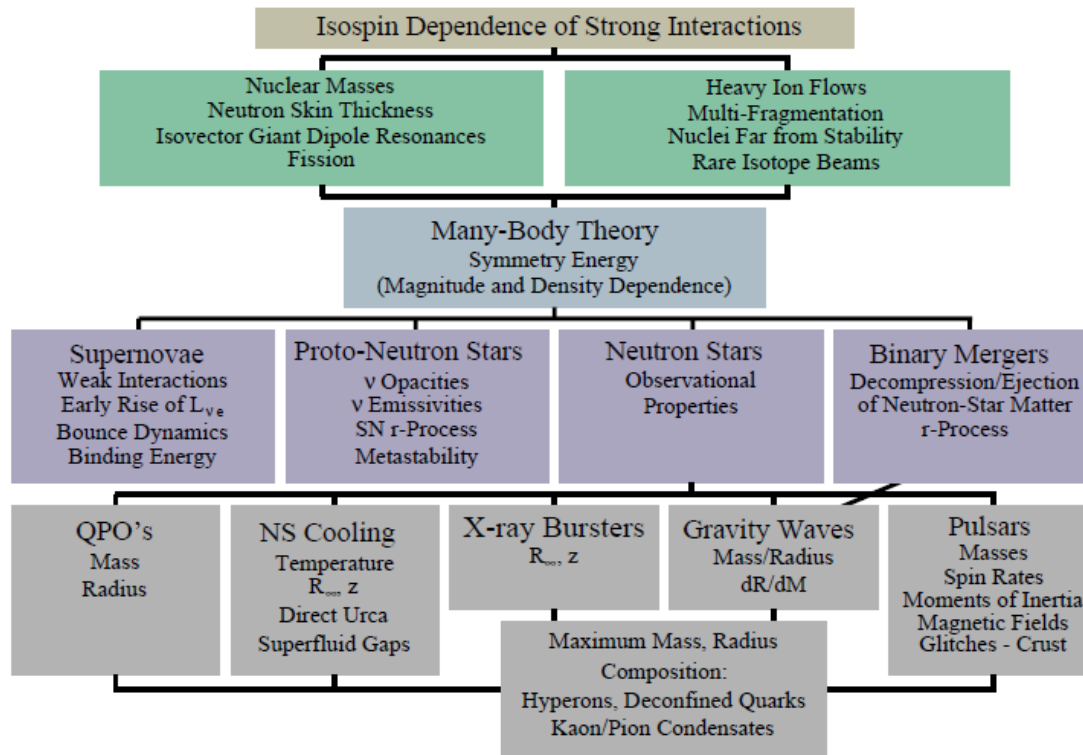 Isospin Dependence of Strong Interactions
Nuclear Masses
Neutron Skin Thickness
Isovector Giant Dipole Resonances
Fission
Heavy Ion Flows
Multi-Fragmentation
Nuclei Far from Stability
Rare Isotope Beams
Many-Body Theory
Symmetry Energy
(Magnitude and Density Dependence)
Supernovae
Weak Interactions
Early Rise of L_νe
Bounce Dynamics
Binding Energy
Proto-Neutron Stars
ν Opacities
ν Emissivities
SN r-Process
Metastability
Neutron Stars
Observational
Properties
Binary Mergers
Decompression/Ejection
of Neutron-Star Matter
r-Process
QPO's
Mass
Radius
NS Cooling
Temperature
R∞, z
Direct Urca
Superfluid Gaps
X-ray Bursters
R∞, z
Gravity Waves
Mass/Radius
dR/dM
Pulsars
Masses
Spin Rates
Moments of Inertia
Magnetic Fields
Glitches - Crust
Maximum Mass, Radius
Composition:
Hyperons, Deconfined Quarks
Kaon/Pion Condensates